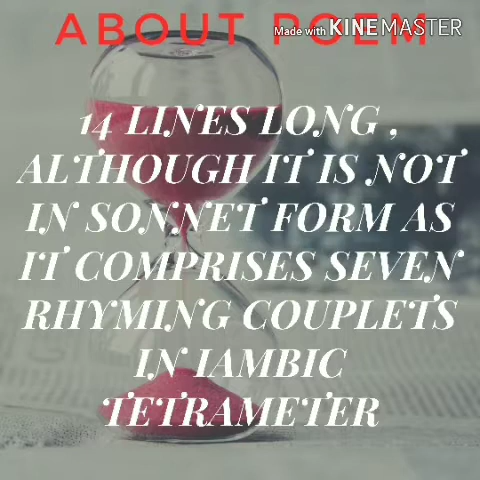 ABOUT POEM
Made with KINEMASTER
14 LINES LONG ,
ALTHOUGH IT IS NOT
IN SONNET FORM AS
IT COMPRISES SEVEN
RHYMING COUPLETS
IN IAMBIC
TETRAMETER